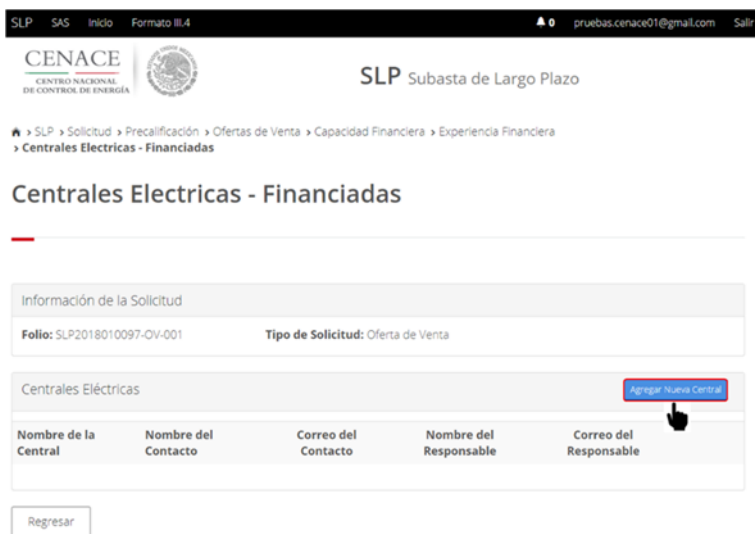 SLP SAS Inicio Formato III.4 0 pruebas.cenace01@gmail.com Salir
CENACE
CENTRO NACIONAL
DE CONTROL DE ENERGÍA
SLP Subasta de Largo Plazo
> SLP > Solicitud > Precalificación > Ofertas de Venta > Capacidad Financiera > Experiencia Financiera
> Centrales Electricas - Financiadas
Centrales Electricas - Financiadas
Información de la Solicitud
Folio: SLP2018010097-OV-001 Tipo de Solicitud: Oferta de Venta
Centrales Eléctricas Agregar Nueva Central
Nombre de la Nombre del Correo del Nombre del Correo del
Central Contacto Contacto Responsable Responsable
Regresar